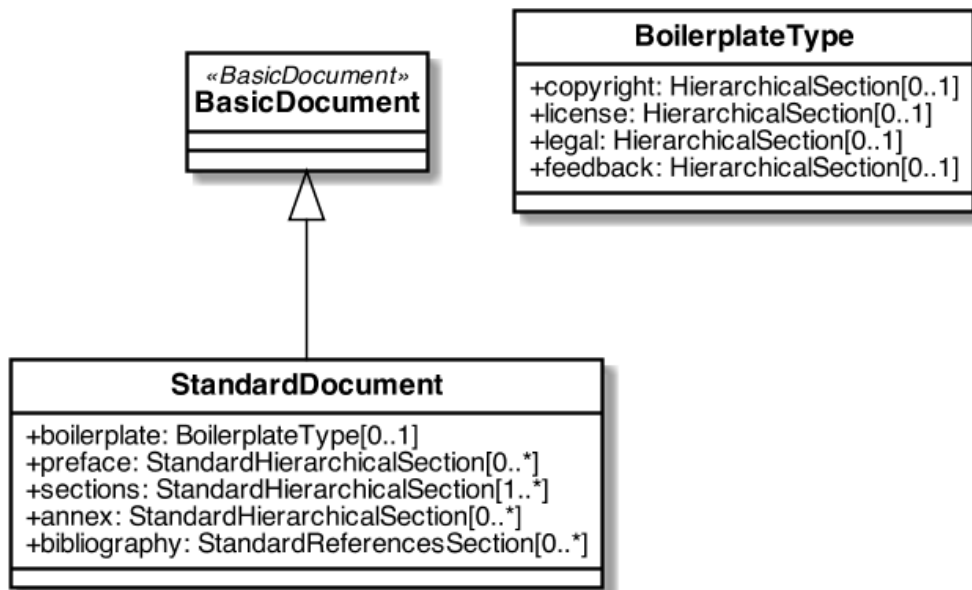 «BasicDocument»
BasicDocument
BoilerplateType
+copyright: HierarchicalSection[0..1]
+license: HierarchicalSection[0..1]
+legal: HierarchicalSection[0..1]
+feedback: HierarchicalSection[0..1]
StandardDocument
+boilerplate: BoilerplateType[0..1]
+preface: StandardHierarchicalSection[0..*]
+sections: StandardHierarchicalSection[1..*]
+annex: StandardHierarchicalSection[0..*]
+bibliography: StandardReferencesSection[0..*]